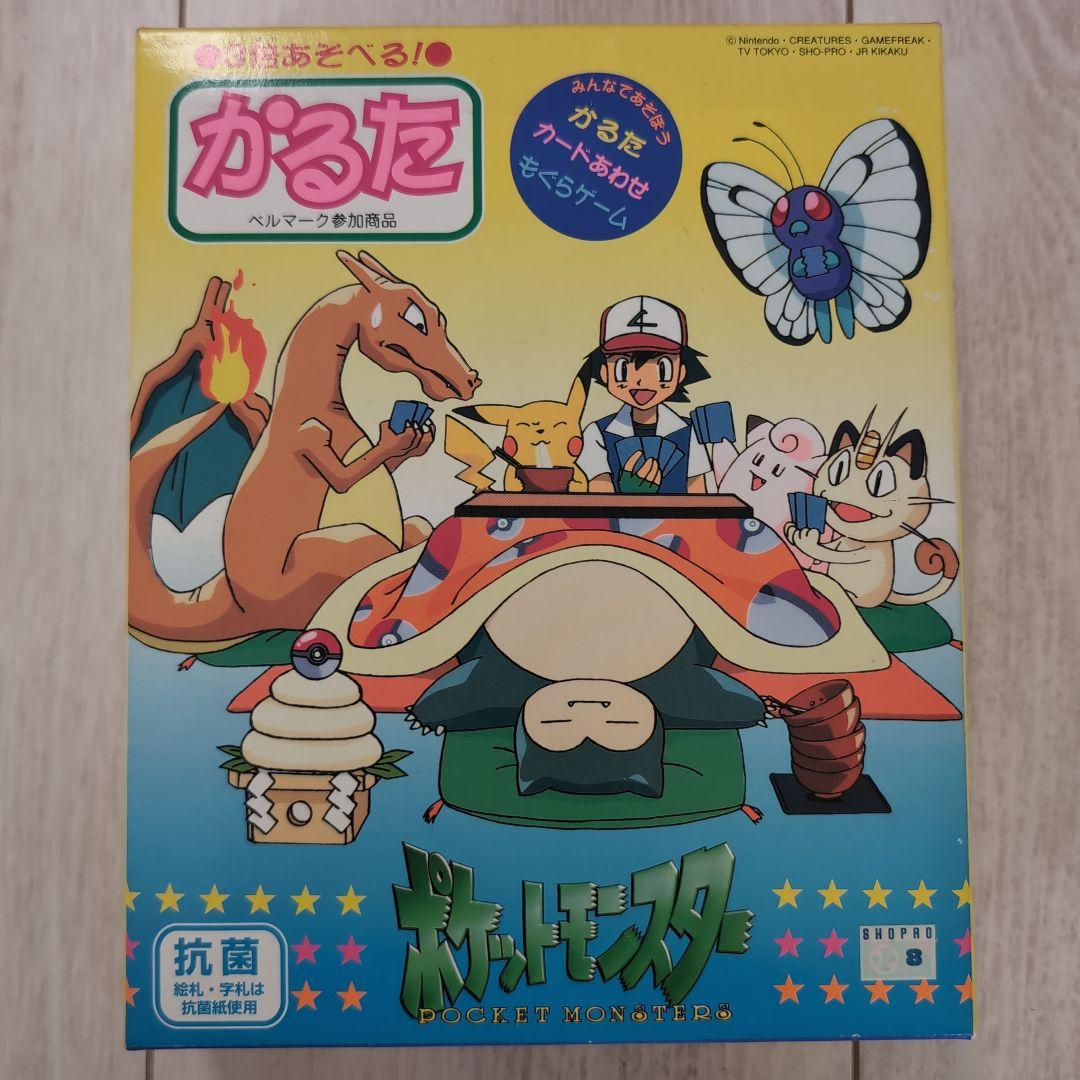 ●3倍あそべる!●
かるた
ベルマーク参加商品
みんなであそぼう
かるた
カードあわせ
もぐらゲーム
© Nintendo・CREATURES・GAMEFREAK・
TV TOKYO・SHO-PRO・JR KIKAKU
ポケットモンスター
POCKET MONSTERS
抗菌
絵札・字札は
抗菌紙使用
SHOPRO
8